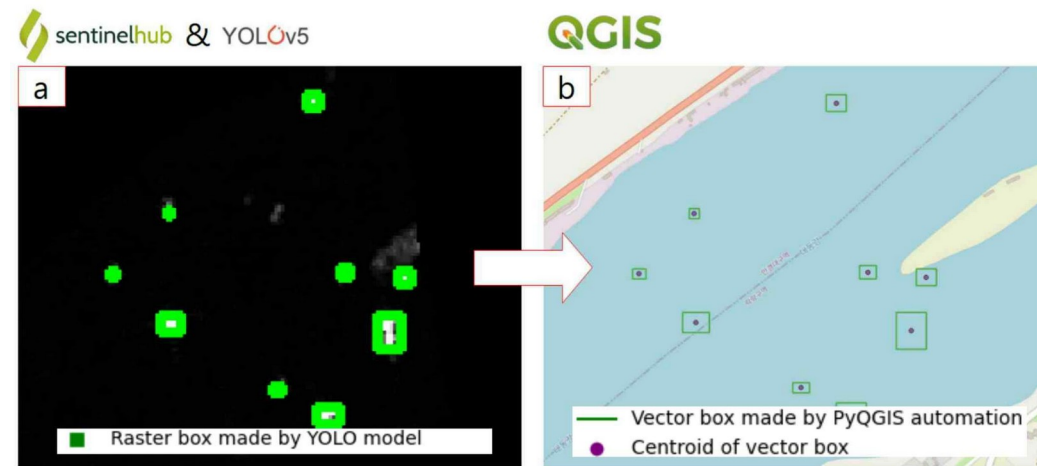 sentinelhub & YOLOv5
QGIS
a
b
Raster box made by YOLO model
Vector box made by PyQGIS automation
Centroid of vector box